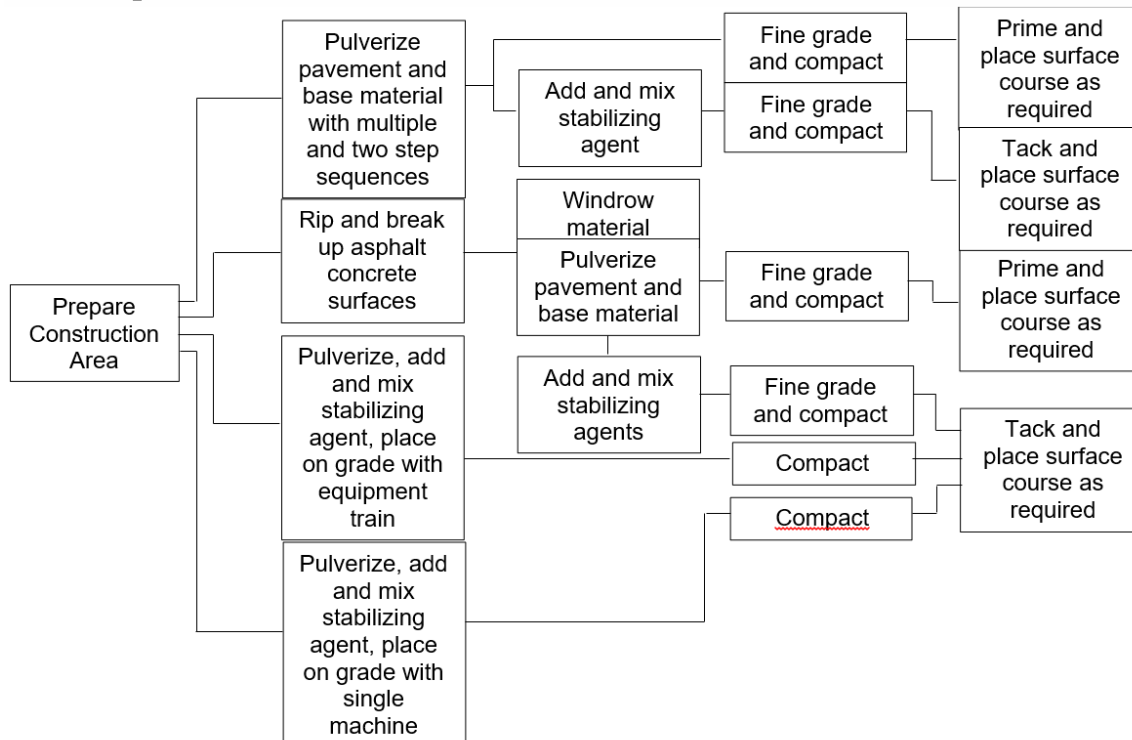 Prepare
Construction
Area
Pulverize
pavement and
base material
with multiple
and two step
sequences
Rip and break
up asphalt
concrete
surfaces
Pulverize, add
and mix
stabilizing
agent, place
on grade with
equipment
train
Pulverize, add
and mix
stabilizing
agent, place
on grade with
single
machine
Add and mix
stabilizing
agent
Windrow
material
Pulverize
pavement and
base material
Add and mix
stabilizing
agents
Fine grade
and compact
Fine grade
and compact
Fine grade
and compact
Fine grade
and compact
Compact
Compact
Prime and
place surface
course as
required
Tack and
place surface
course as
required
Prime and
place surface
course as
required
Tack and
place surface
course as
required